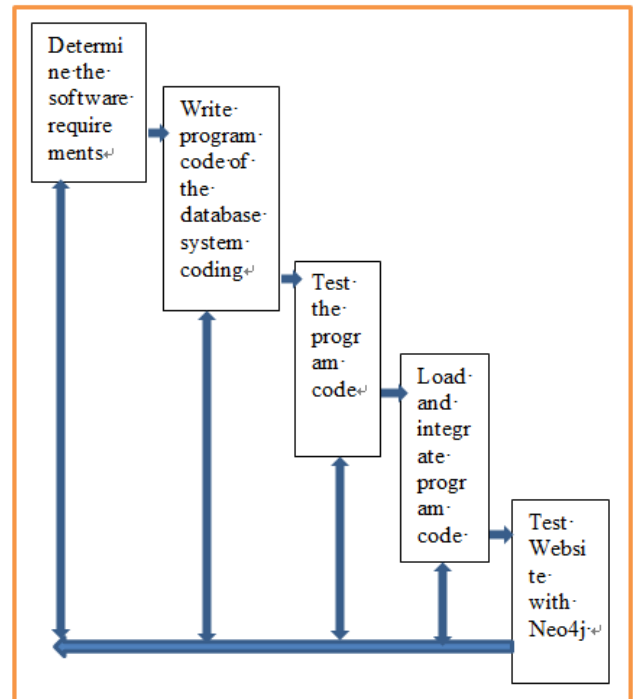 Determi
ne·the·
software·
require
ments↵
Write·
program·
code·of·
the·
database·
system·
coding↵
Test·
the·
progr
am·
code↵
Load·
and·
integr
ate·
progr
am·
code·
Test·
Websi
te·
with·
Neo4j·↵